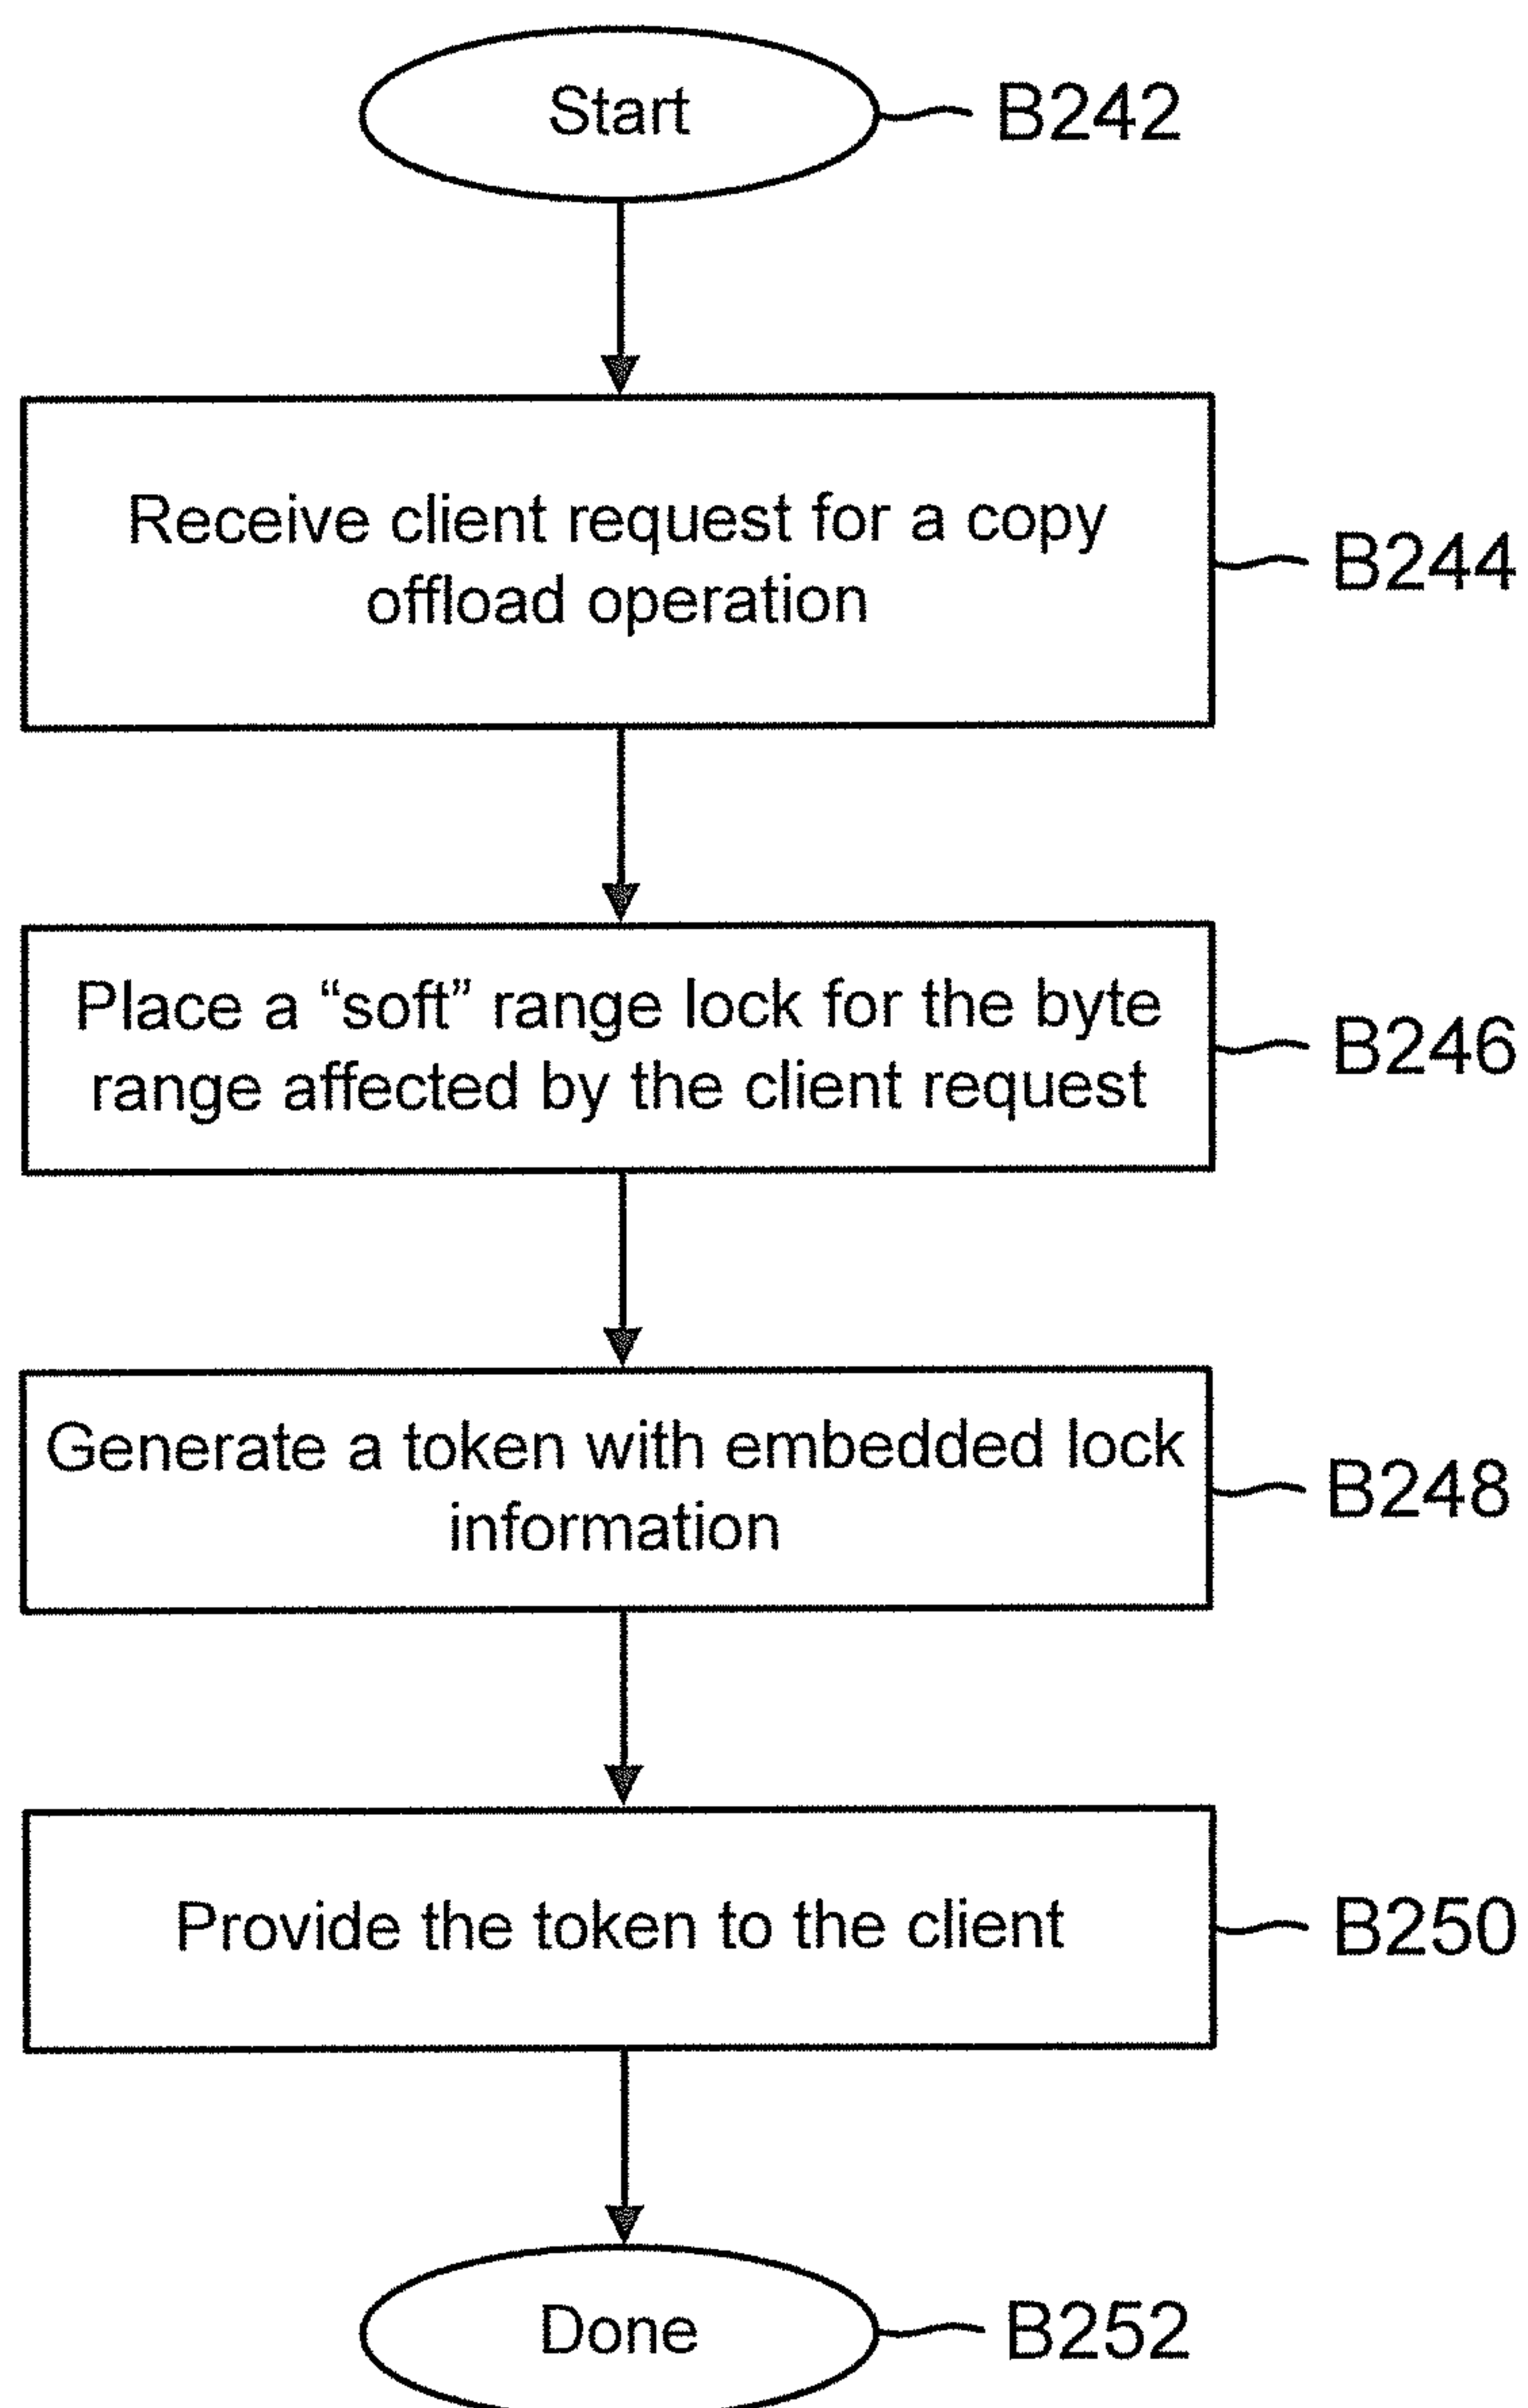 Start
B242
Receive client request for a copy
offload operation
B244
Place a “soft” range lock for the byte
range affected by the client request
B246
Generate a token with embedded lock
information
B248
Provide the token to the client
B250
Done
B252